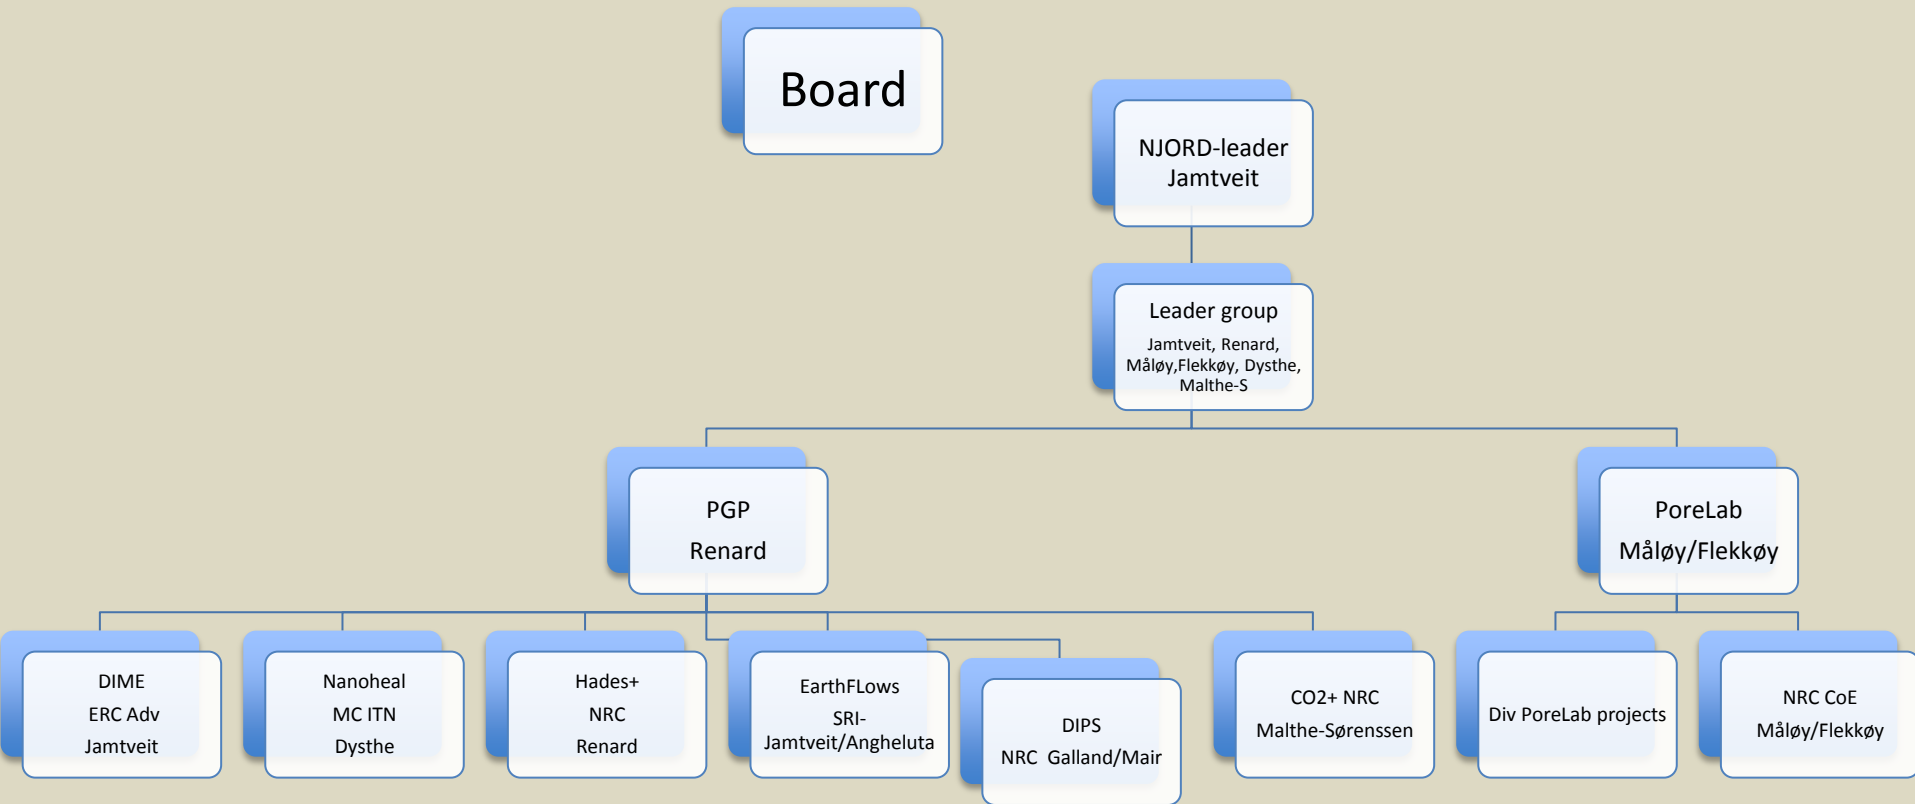 Board
NJORD-leader
Jamtveit
Leader group
Jamtveit, Renard,
Måløy,Flekkøy, Dysthe,
Malthe-S
PGP
Renard
PoreLab
Måløy/Flekkøy
DIME
ERC Adv
Jamtveit
Nanoheal
MC ITN
Dysthe
Hades+
NRC
Renard
EarthFLows
SRI-
Jamtveit/Angheluta
DIPS
NRC  Galland/Mair
CO2+ NRC
Malthe-Sørenssen
Div PoreLab projects
NRC CoE
Måløy/Flekkøy